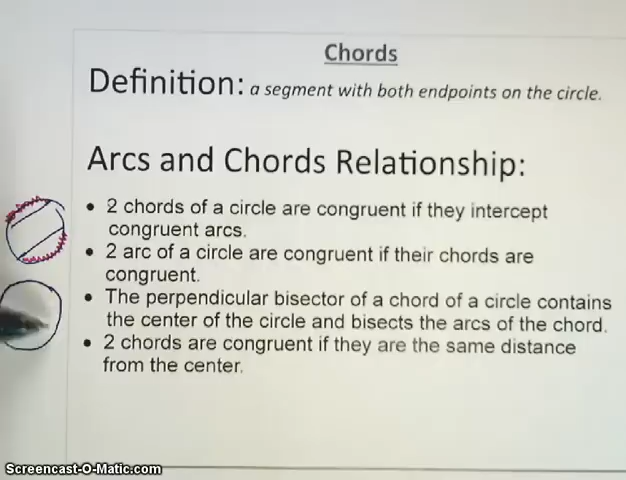 Chords
Definition: a segment with both endpoints on the circle.
Arcs and Chords Relationship:
• 2 chords of a circle are congruent if they intercept
congruent arcs.
• 2 arc of a circle are congruent if their chords are
congruent.
• The perpendicular bisector of a chord of a circle contains
the center of the circle and bisects the arcs of the chord.
• 2 chords are congruent if they are the same distance
from the center.
Screencast-O-Matic.com